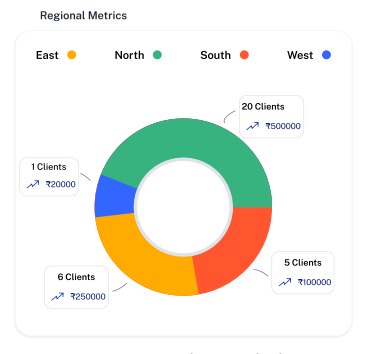 Regional Metrics
East North South West
20 Clients
₹500000
1 Clients
₹20000
6 Clients
₹250000
5 Clients
₹100000